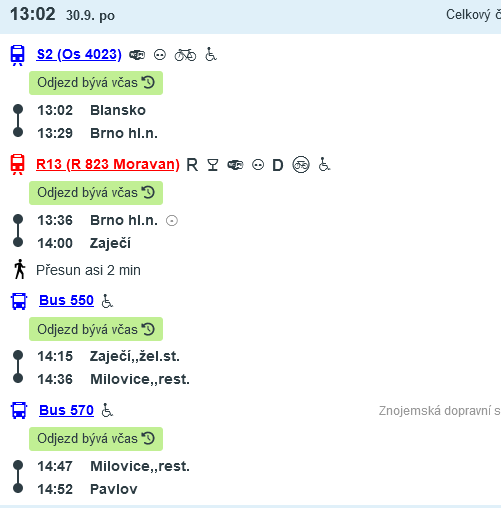 13:02 30.9. po Celkový č
S2 (Os 4023)
Odjezd bývá včas
13:02 Blansko
13:29 Brno hl.n.
R13 (R 823 Moravan) R D
Odjezd bývá včas
13:36 Brno hl.n.
14:00 Zaječí
Přesun asi 2 min
Bus 550
Odjezd bývá včas
14:15 Zaječí,,žel.st.
14:36 Milovice,,rest.
Bus 570 Znojemská dopravní s
Odjezd bývá včas
14:47 Milovice,,rest.
14:52 Pavlov